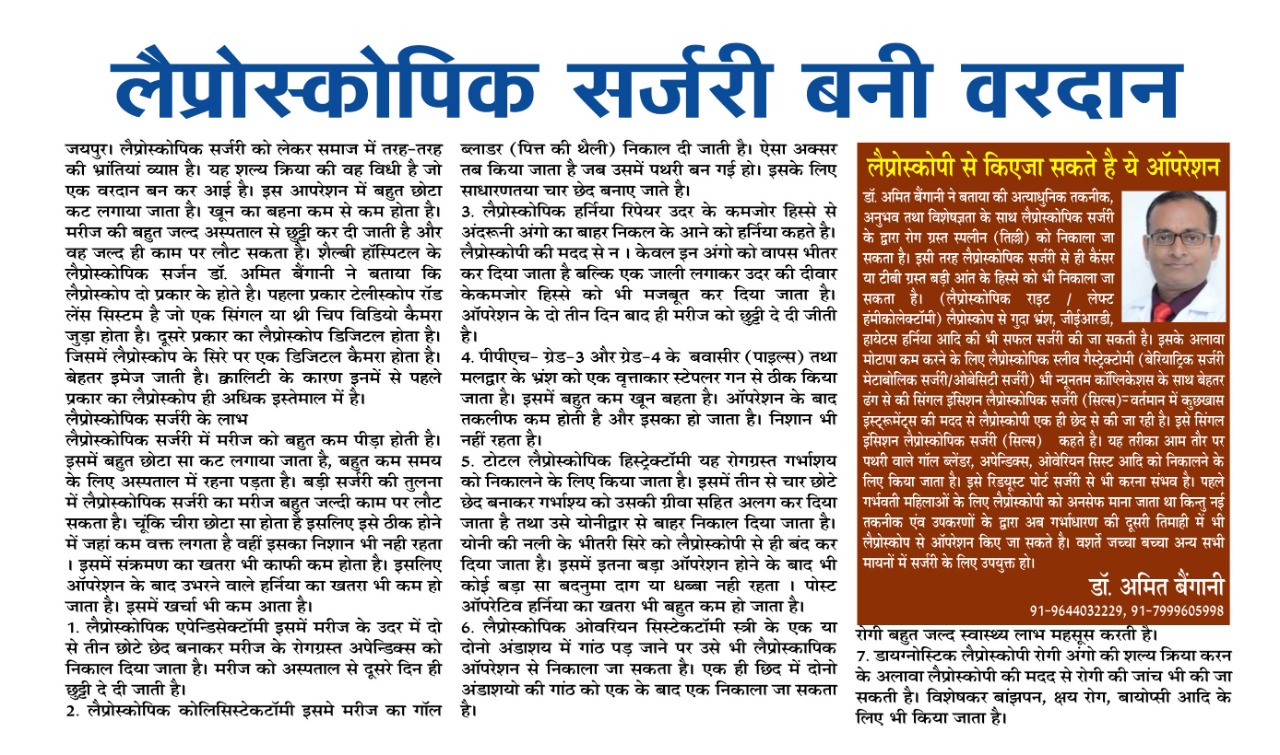 लैप्रोस्कोपिक सर्जरी बनी वरदान
जयपुर। लैप्रोस्कोपिक सर्जरी को लेकर समाज में तरह-तरह
की भ्रांतियां व्याप्त है। यह शल्य क्रिया की वह विधी है जो
एक वरदान बन कर आई है। इस आपरेशन में बहुत छोटा
कट लगाया जाता है। खून का बहना कम से कम होता है।
मरीज की बहुत जल्द अस्पताल से छुट्टी कर दी जाती है और
वह जल्द ही काम पर लौट सकता है। शैल्बी हॉस्पिटल के
लैप्रोस्कोपिक सर्जन डॉ. अमित बैंगानी ने बताया कि
लैप्रोस्कोप दो प्रकार के होते है। पहला प्रकार टेलीस्कोप रॉड
लेंस सिस्टम है जो एक सिंगल या थ्री चिप विडियो कैमरा
जुड़ा होता है। दूसरे प्रकार का लैप्रोस्कोप डिजिटल होता है।
जिसमें लैप्रोस्कोप के सिरे पर एक डिजिटल कैमरा होता है।
बेहतर इमेज जाती है। क्वालिटी के कारण इनमें से पहले
प्रकार का लैप्रोस्कोप ही अधिक इस्तेमाल में है।
लैप्रोस्कोपिक सर्जरी के लाभ
लैप्रोस्कोपिक सर्जरी में मरीज को बहुत कम पीड़ा होती है।
इसमें बहुत छोटा सा कट लगाया जाता है, बहुत कम समय
के लिए अस्पताल में रहना पड़ता है। बड़ी सर्जरी की तुलना
में लैप्रोस्कोपिक सर्जरी का मरीज बहुत जल्दी काम पर लौट
सकता है। चूंकि चीरा छोटा सा होता है इसलिए इसे ठीक होने
में जहां कम वक्त लगता है वहीं इसका निशान भी नही रहता
। इसमें संक्रमण का खतरा भी काफी कम होता है। इसलिए
ऑपरेशन के बाद उभरने वाले हर्निया का खतरा भी कम हो
जाता है। इसमें खर्चा भी कम आता है।
1. लैप्रोस्कोपिक एपेन्डिसेक्टॉमी इसमें मरीज के उदर में दो
से तीन छोटे छेद बनाकर मरीज के रोगग्रस्त अपेन्डिक्स को
निकाल दिया जाता है। मरीज को अस्पताल से दूसरे दिन ही
छुट्टी दे दी जाती है।
2. लैप्रोस्कोपिक कोलिसिस्टेकटॉमी इसमे मरीज का गॉल
ब्लाडर (पित्त की थैली) निकाल दी जाती है। ऐसा अक्सर
तब किया जाता है जब उसमें पथरी बन गई हो। इसके लिए
साधारणतया चार छेद बनाए जाते है।
3. लैप्रोस्कोपिक हर्निया रिपेयर उदर के कमजोर हिस्से से
अंदरूनी अंगो का बाहर निकल के आने को हर्निया कहते है।
लैप्रोस्कोपी की मदद से न । केवल इन अंगो को वापस भीतर
कर दिया जाता है बल्कि एक जाली लगाकर उदर की दीवार
केकमजोर हिस्से को भी मजबूत कर दिया जाता है।
ऑपरेशन के दो तीन दिन बाद ही मरीज को छुट्टी दे दी जीती
है।
4. पीपीएच- ग्रेड-3 और ग्रेड-4 के बवासीर (पाइल्स) तथा
मलद्वार के भ्रंश को एक वृत्ताकार स्टेपलर गन से ठीक किया
जाता है। इसमें बहुत कम खून बहता है। ऑपरेशन के बाद
तकलीफ कम होती है और इसका हो जाता है। निशान भी
नहीं रहता है।
5. टोटल लैप्रोस्कोपिक हिस्ट्रेक्टॉमी यह रोगग्रस्त गर्भाशय
को निकालने के लिए किया जाता है। इसमें तीन से चार छोटे
छेद बनाकर गर्भाश्य को उसकी ग्रीवा सहित अलग कर दिया
जाता है तथा उसे योनीद्वार से बाहर निकाल दिया जाता है।
योनी की नली के भीतरी सिरे को लैप्रोस्कोपी से ही बंद कर
दिया जाता है। इसमें इतना बड़ा ऑपरेशन होने के बाद भी
कोई बड़ा सा बदनुमा दाग या धब्बा नही रहता । पोस्ट
ऑपरेटिव हर्निया का खतरा भी बहुत कम हो जाता है।
6. लैप्रोस्कोपिक ओवरियन सिस्टेकटॉमी स्त्री के एक या
दोनो अंडाशय में गांठ पड़ जाने पर उसे भी लैप्रोस्कापिक
ऑपरेशन से निकाला जा सकता है। एक ही छिद में दोनो
अंडाशयो की गांठ को एक के बाद एक निकाला जा सकता
है।
लैप्रोस्कोपी से किएजा सकते है ये ऑपरेशन
डॉ. अमित बैंगानी ने बताया की अत्याधुनिक तकनीक,
अनुभव तथा विशेषज्ञता के साथ लैप्रोस्कोपिक सर्जरी
के द्वारा रोग ग्रस्त स्पलीन (तिल्ली) को निकाला जा
सकता है। इसी तरह लैप्रोस्कोपिक सर्जरी से ही कैंसर
या टीबी ग्रस्त बड़ी आंत के हिस्से को भी निकाला जा
सकता है। (लैप्रोस्कोपिक राइट / लेफ्ट
हंमीकोलेक्टॉमी) लैप्रोस्कोप से गुदा भ्रंश, जीईआरडी,
हायेटस हर्निया आदि की भी सफल सर्जरी की जा सकती है। इसके अलावा
मोटापा कम करने के लिए लैप्रोस्कोपिक स्लीव गैस्ट्रेक्टोमी (बेरियाट्रिक सर्जरी
मेटाबोलिक सर्जरी/ओबेसिटी सर्जरी) भी न्यूनतम कॉप्लिकेशस के साथ बेहतर
ढंग से की सिंगल इंसिशन लैप्रोस्कोपिक सर्जरी (सिल्स)-वर्तमान में कुछखास
इंस्ट्रूमेंट्स की मदद से लैप्रोस्कोपी एक ही छेद से की जा रही है। इसे सिंगल
इंसिशन लैप्रोस्कोपिक सर्जरी (सिल्स) कहते है। यह तरीका आम तौर पर
पथरी वाले गॉल ब्लेंडर, अपेन्डिक्स, ओवेरियन सिस्ट आदि को निकालने के
लिए किया जाता है। इसे रिडयूस्ट पोर्ट सर्जरी से भी करना संभव है। पहले
गर्भवती महिलाओं के लिए लैप्रोस्कोपी को अनसेफ माना जाता था किन्तु नई
तकनीक एंव उपकरणों के द्वारा अब गर्भाधारण की दूसरी तिमाही में भी
लैप्रोस्कोप से ऑपरेशन किए जा सकते है। वशर्ते जच्चा बच्चा अन्य सभी
मायनों में सर्जरी के लिए उपयुक्त हो।
डॉ. अमित बैंगानी
91-9644032229, 91-7999605998
रोगी बहुत जल्द स्वास्थ्य लाभ महसूस करती है।
7. डायग्नोस्टिक लैप्रोस्कोपी रोगी अंगो की शल्य क्रिया करन
के अलावा लैप्रोस्कोपी की मदद से रोगी की जांच भी की जा
सकती है। विशेषकर बांझपन, क्षय रोग, बायोप्सी आदि के
लिए भी किया जाता है।